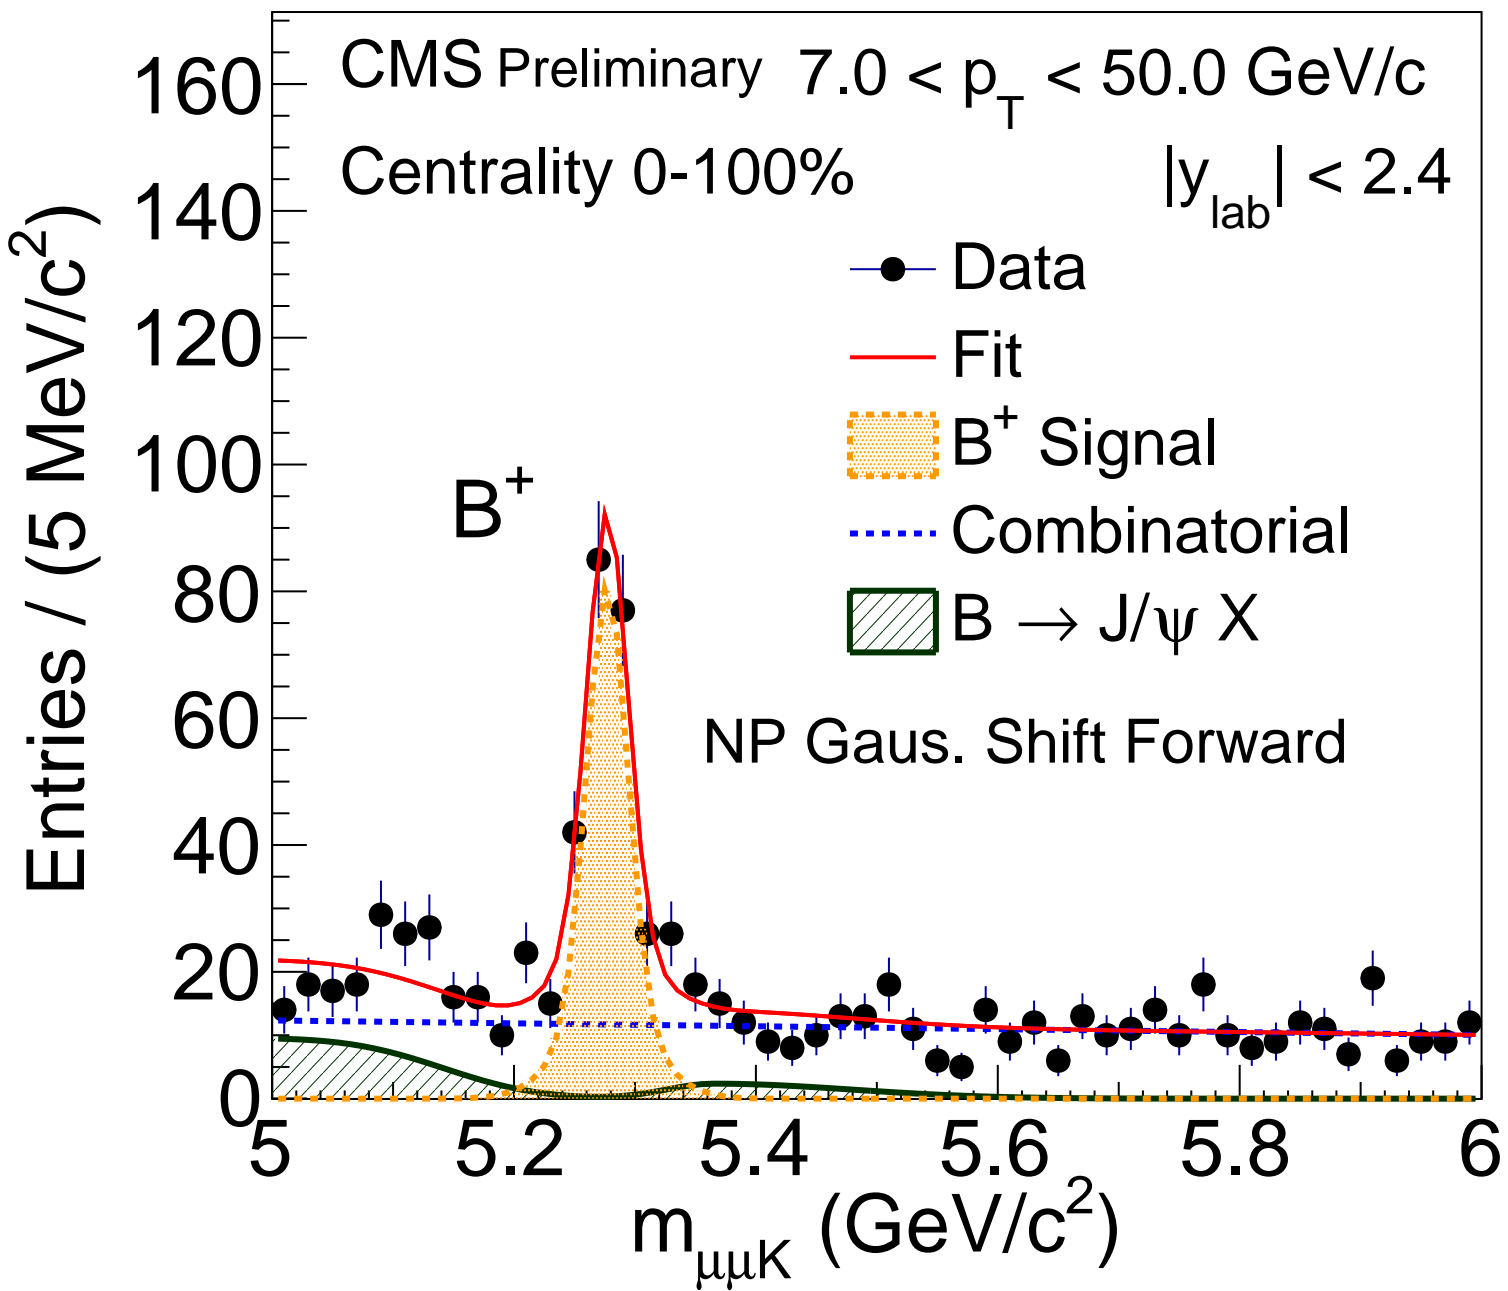 CMS Preliminary 7.0 < p_T < 50.0 GeV/c
Centrality 0-100% |y_lab| < 2.4
Data
Fit
B⁺ Signal
Combinatorial
B → J/ψ X
B⁺
NP Gaus. Shift Forward
Entries / (5 MeV/c²)
160
140
120
100
80
60
40
20
0
5 5.2 5.4 5.6 5.8 6
m_μμK (GeV/c²)